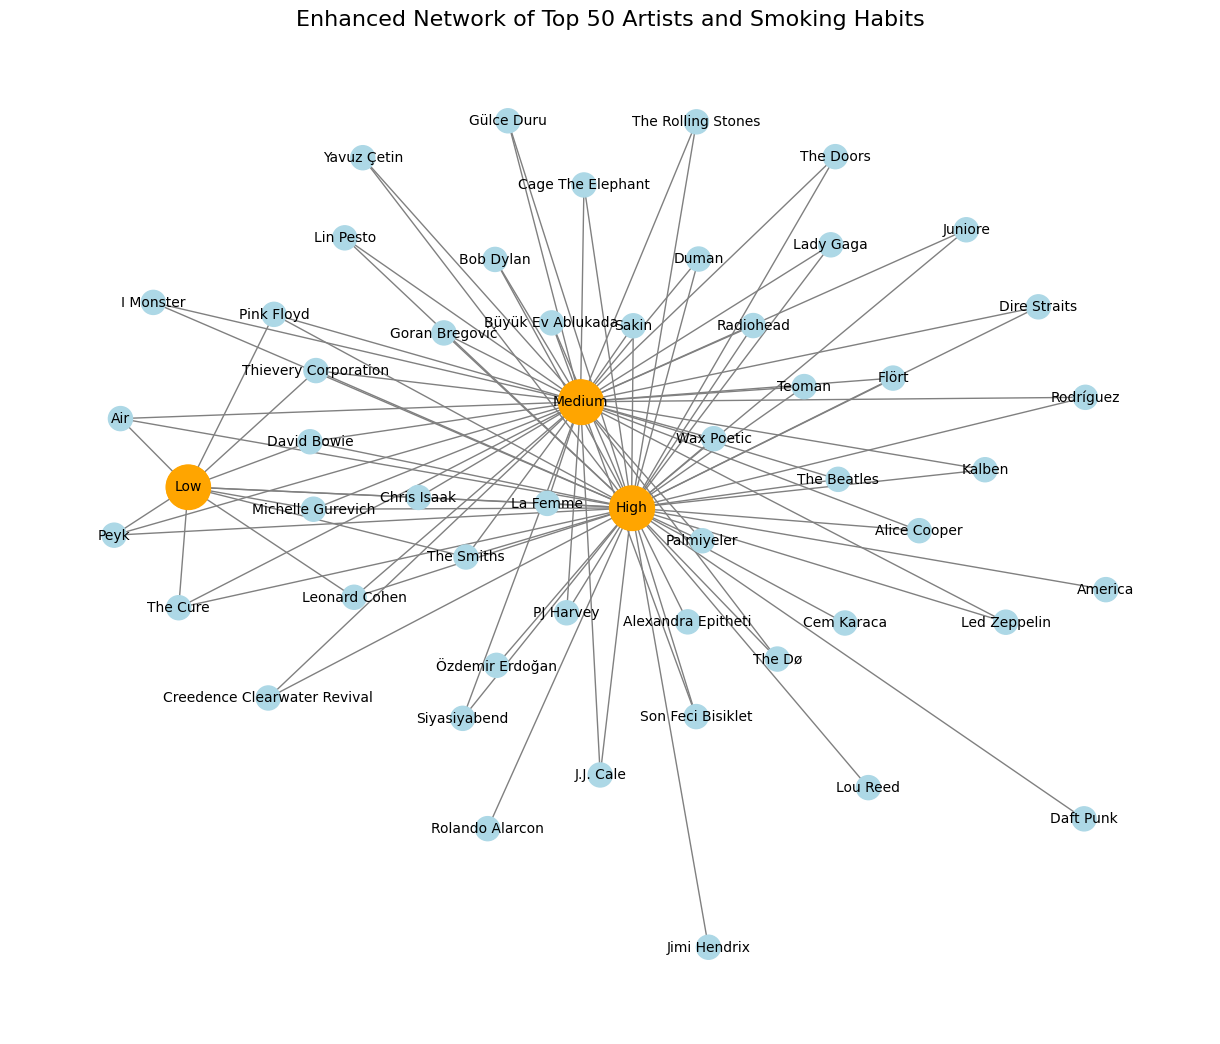 Enhanced Network of Top 50 Artists and Smoking Habits
Gülce Duru
The Rolling Stones
Yavuz Çetin
The Doors
Cage The Elephant
Juniore
Lin Pesto
Lady Gaga
Bob Dylan
Duman
I Monster
Dire Straits
Pink Floyd
Büyük Ev Ablukada
Sakin
Radiohead
Goran Bregović
Thievery Corporation
Flört
Teoman
Rodríguez
Medium
Air
David Bowie
Wax Poetic
Kalben
The Beatles
Low
Chris Isaak
La Femme
High
Michelle Gurevich
Alice Cooper
Peyk
Palmiyeler
The Smiths
America
Leonard Cohen
The Cure
PJ Harvey
Alexandra Epitheti
Cem Karaca
Led Zeppelin
The Dø
Özdemir Erdoğan
Creedence Clearwater Revival
Siyasiyabend
Son Feci Bisiklet
J.J. Cale
Lou Reed
Daft Punk
Rolando Alarcon
Jimi Hendrix